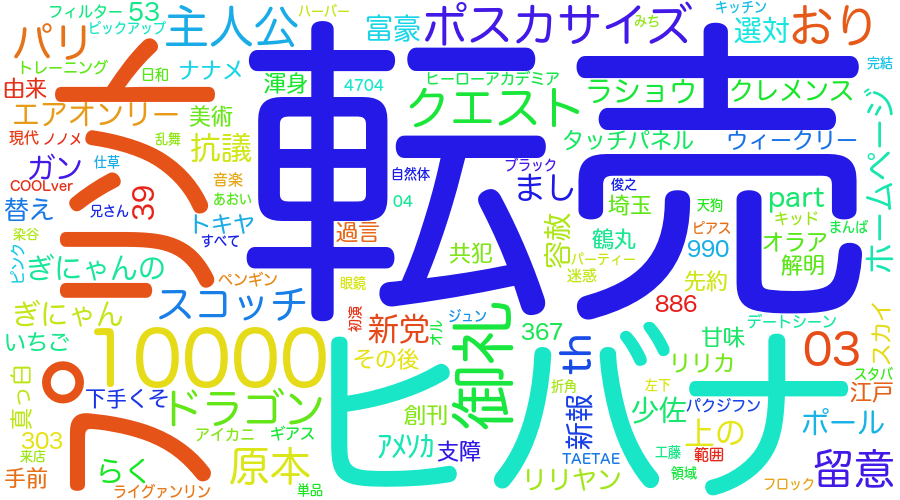 フィルター
53
主人公
ハーバー
富豪
ポスカサイズ
みち
キッチン
選対
おり
パリ
ピックアップ
トレーニング
日和
ナナメ
渾身
4704
ヒーローアカデミア
ラショウ
クレメンス
完結
由来
エアオンリー
美術
クエスト
タッチパネル
ウィークリー
ホームページ
現代
ノノメ
乱舞
抗議
転売
ガン
仕草
COOLver
39
音楽
自然体
ブラック
まし
俊之
part
替え
兄さん
あおい
04
埼玉
天狗
キッド
トキヤ
すべて
過言
容赦
鶴丸
ピアス
まんば
染谷
ピンク
ぎにゃんの
共犯
990
オラア
パーティー
迷惑
解明
ペンギン
眼鏡
先約
スコッチ
886
ぎにゃん
初演
新党
オル
御礼
ジュン
367
th
甘味
デートシーン
スカイ
いちご
10000
その後
ヒバナ
リリカ
03
スタバ
真っ日
下手くそ
ドラゴン
創刊
折角
新報
少佐
左下
パクジフン
江戸
ポール
303
アイカニ
ギアス
アメソカ
支障
上の
来店
手前
らく
原本
TAETAE
工藤
範囲
留意
ライグァンリン
単品
リリヤン
領域
フロック